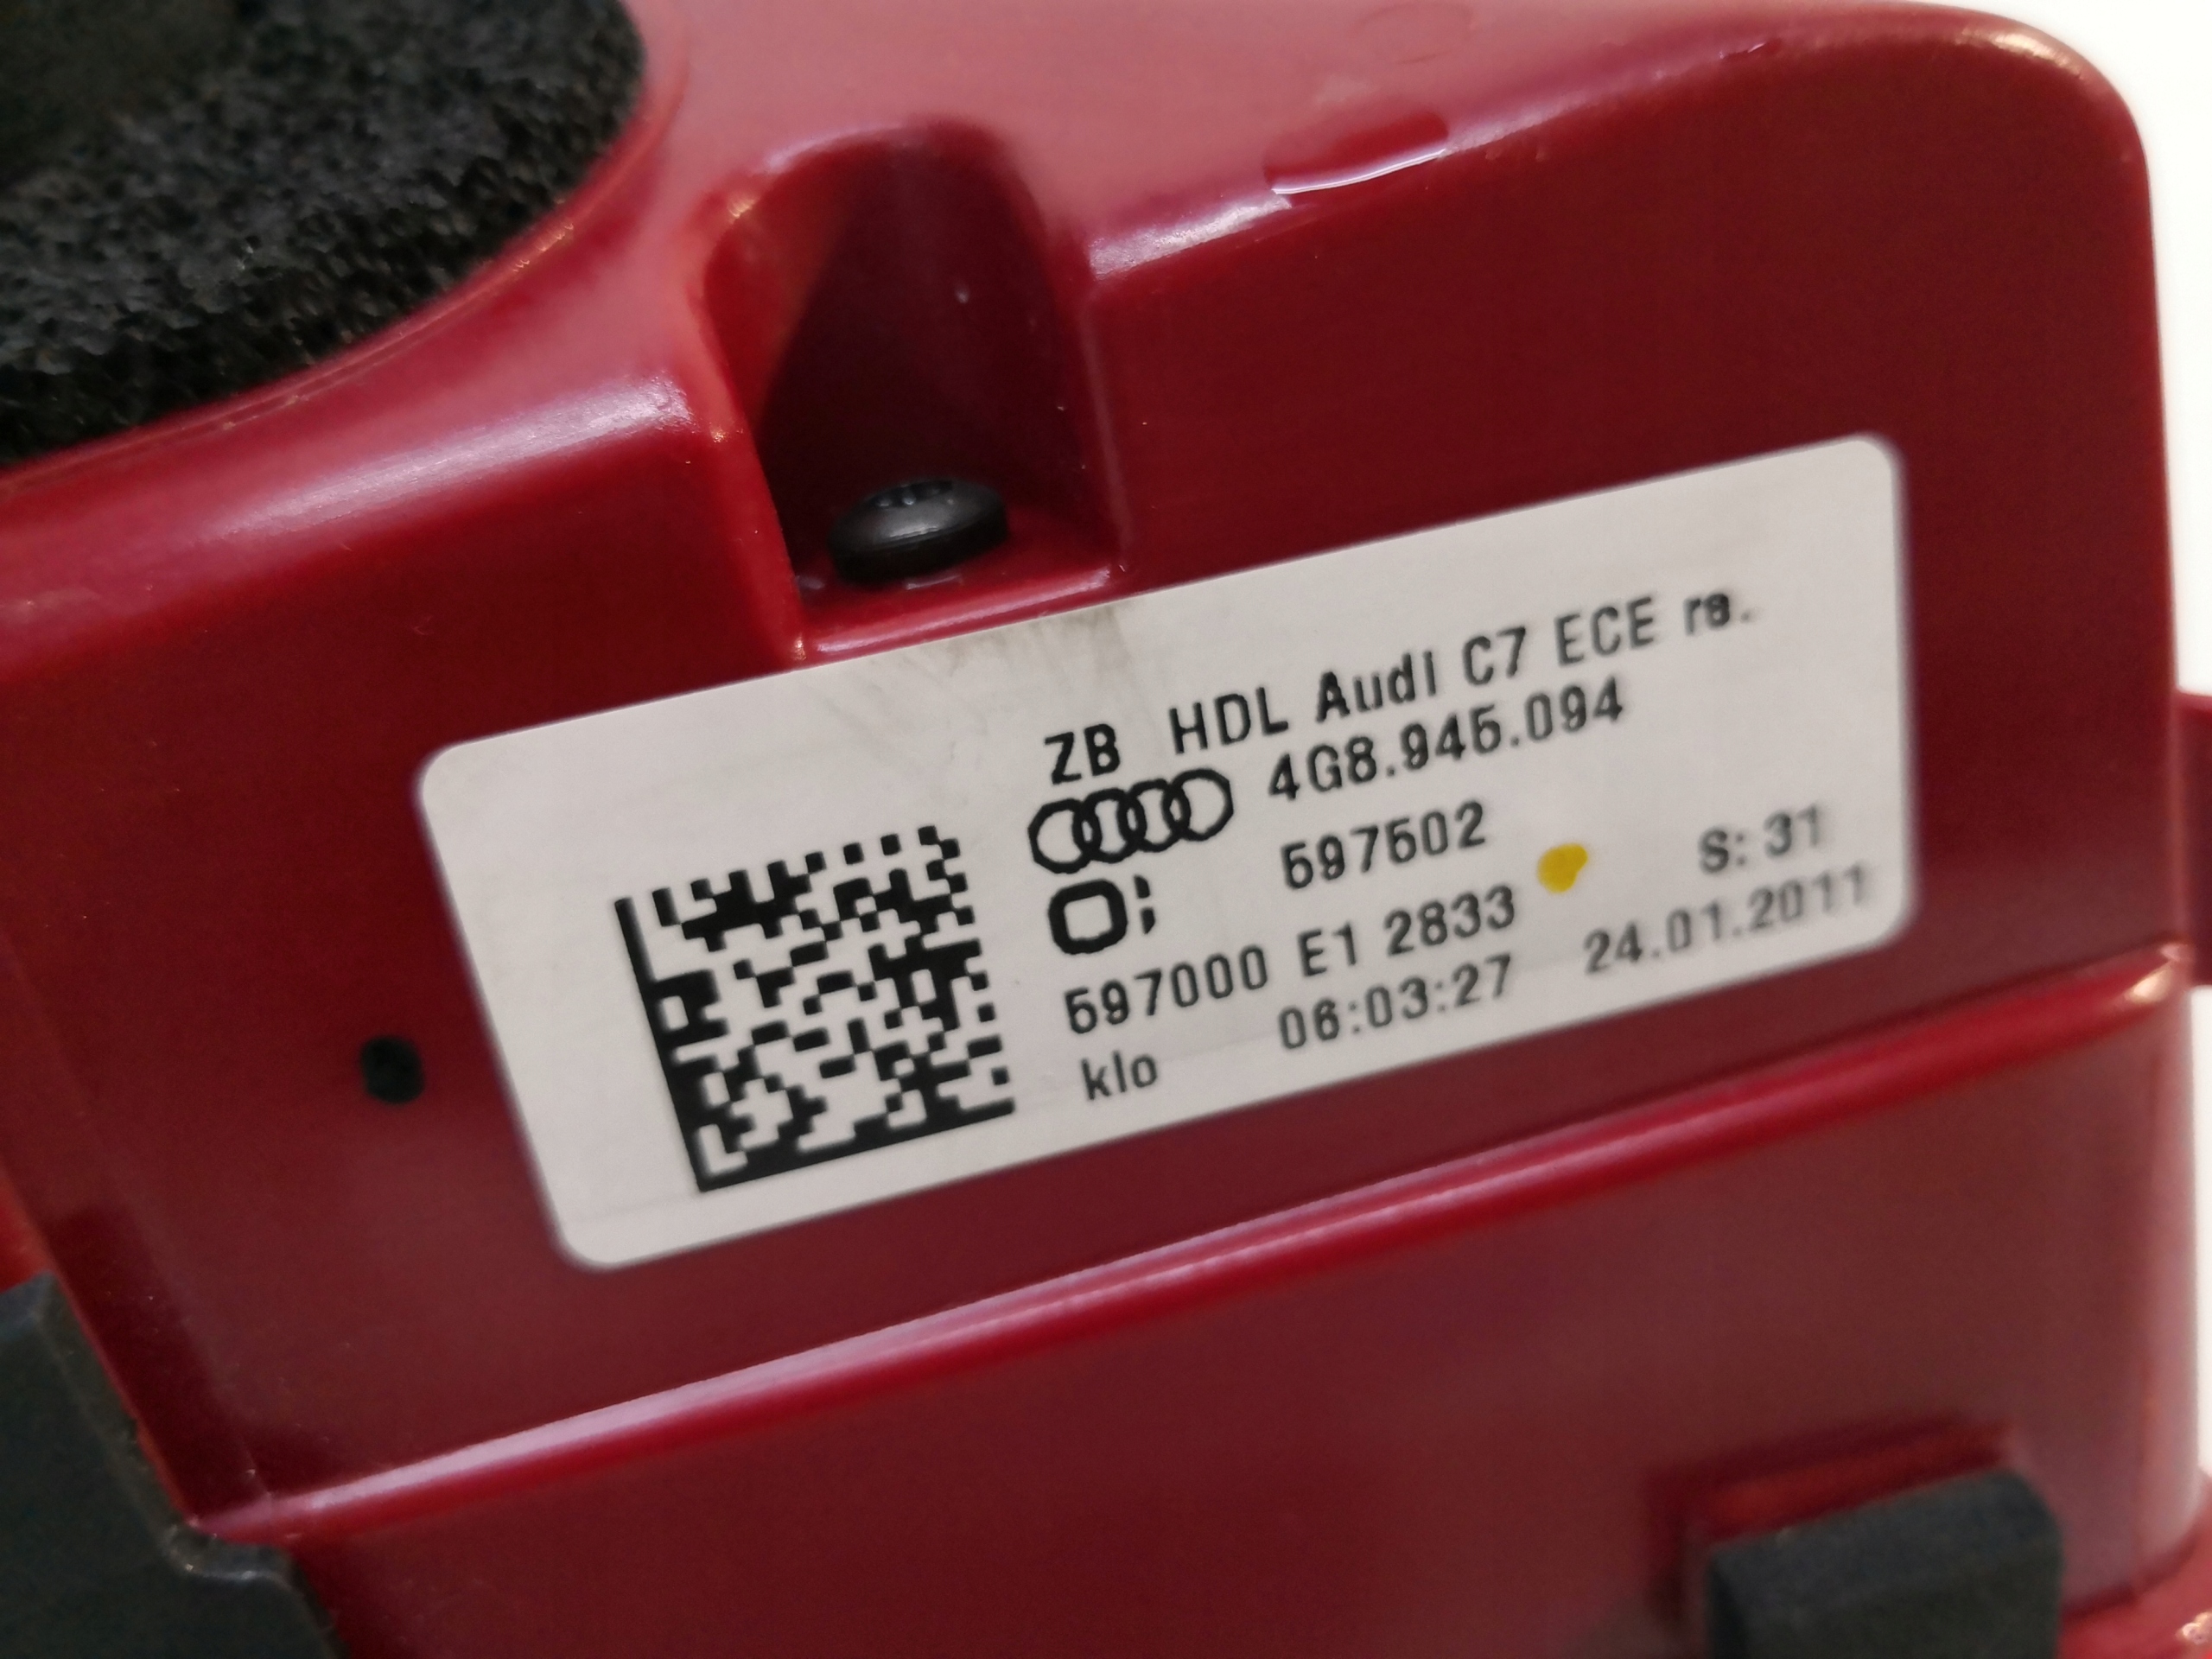 ZB HDL Audi C7 ECE re.
4G8.945.094
597502
S: 31
597000 E1 2833
24.01.2011
klo 06:03:27